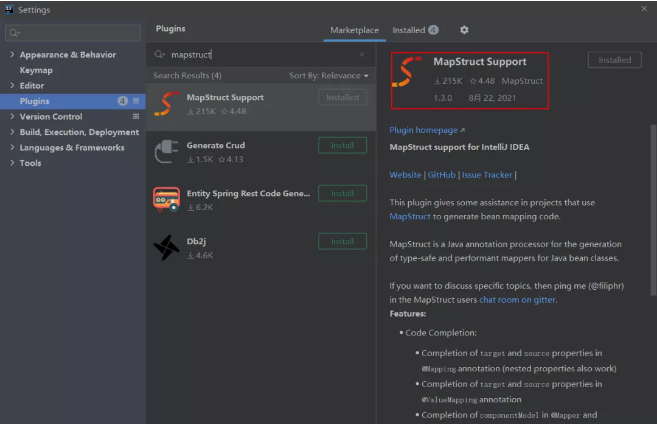 Settings
Appearance & Behavior
Keymap
Editor
Plugins 4
Version Control
Build, Execution, Deployment
Languages & Frameworks
Tools
Plugins Marketplace Installed 4
mapstruct
Search Results (4) Sort By: Relevance
MapStruct Support Installed
215K 4.48
Generate Crud Install
1.5K 4.13
Entity Spring Rest Code Gene... Install
6.2K
Db2j Install
4.6K
MapStruct Support Installed
215K 4.48 MapStruct
1.3.0 8月 22, 2021
Plugin homepage
MapStruct support for IntelliJ IDEA
Website | GitHub | Issue Tracker |
This plugin gives some assistance in projects that use
MapStruct to generate bean mapping code.
MapStruct is a Java annotation processor for the generation
of type-safe and performant mappers for Java bean classes.
If you want to discuss specific topics, then ping me (@filiphr)
in the MapStruct users chat room on gitter.
Features:
• Code Completion:
• Completion of target and source properties in
@Mapping annotation (nested properties also work)
• Completion of target and source properties in
@ValueMapping annotation
• Completion of componentModel in @Mapper and